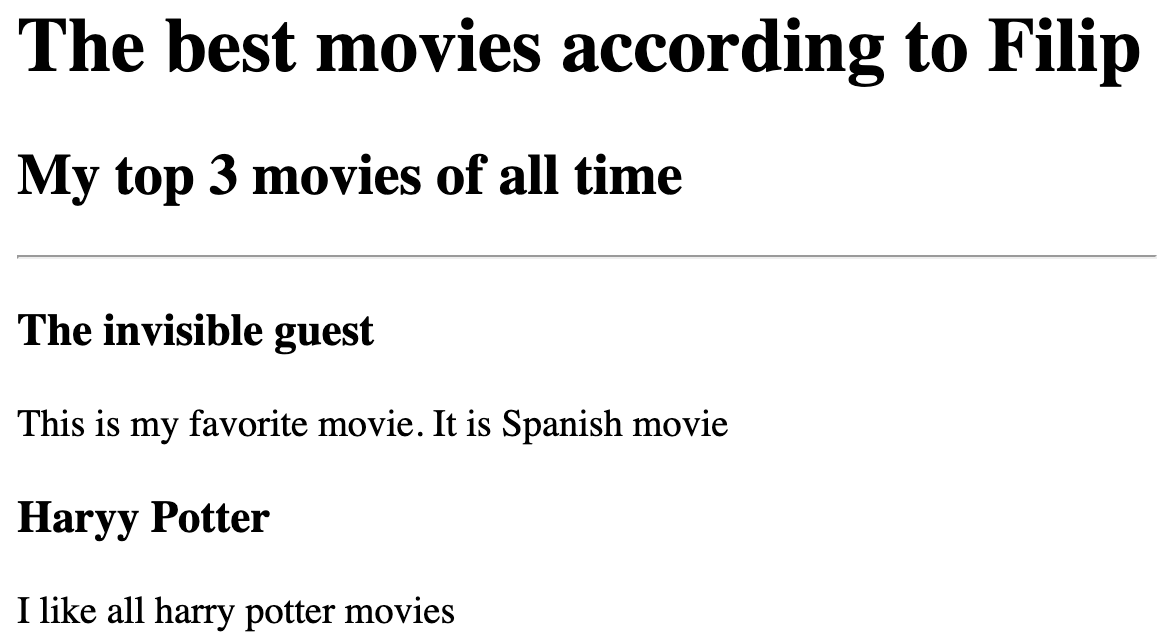 The best movies according to Filip
My top 3 movies of all time
The invisible guest
This is my favorite movie. It is Spanish movie
Haryy Potter
I like all harry potter movies